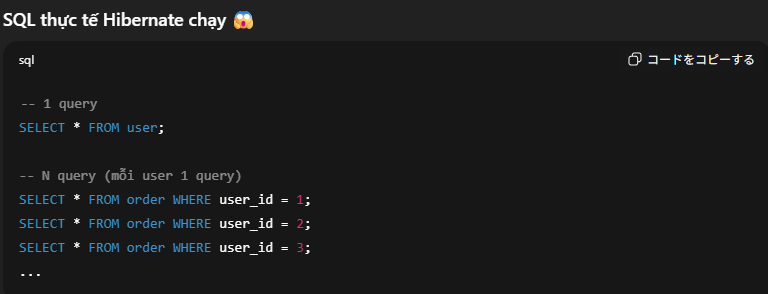 SQL thực tế Hibernate chạy 😱
sql
コードをコピーする
-- 1 query
SELECT * FROM user;
-- N query (mỗi user 1 query)
SELECT * FROM order WHERE user_id = 1;
SELECT * FROM order WHERE user_id = 2;
SELECT * FROM order WHERE user_id = 3;
...